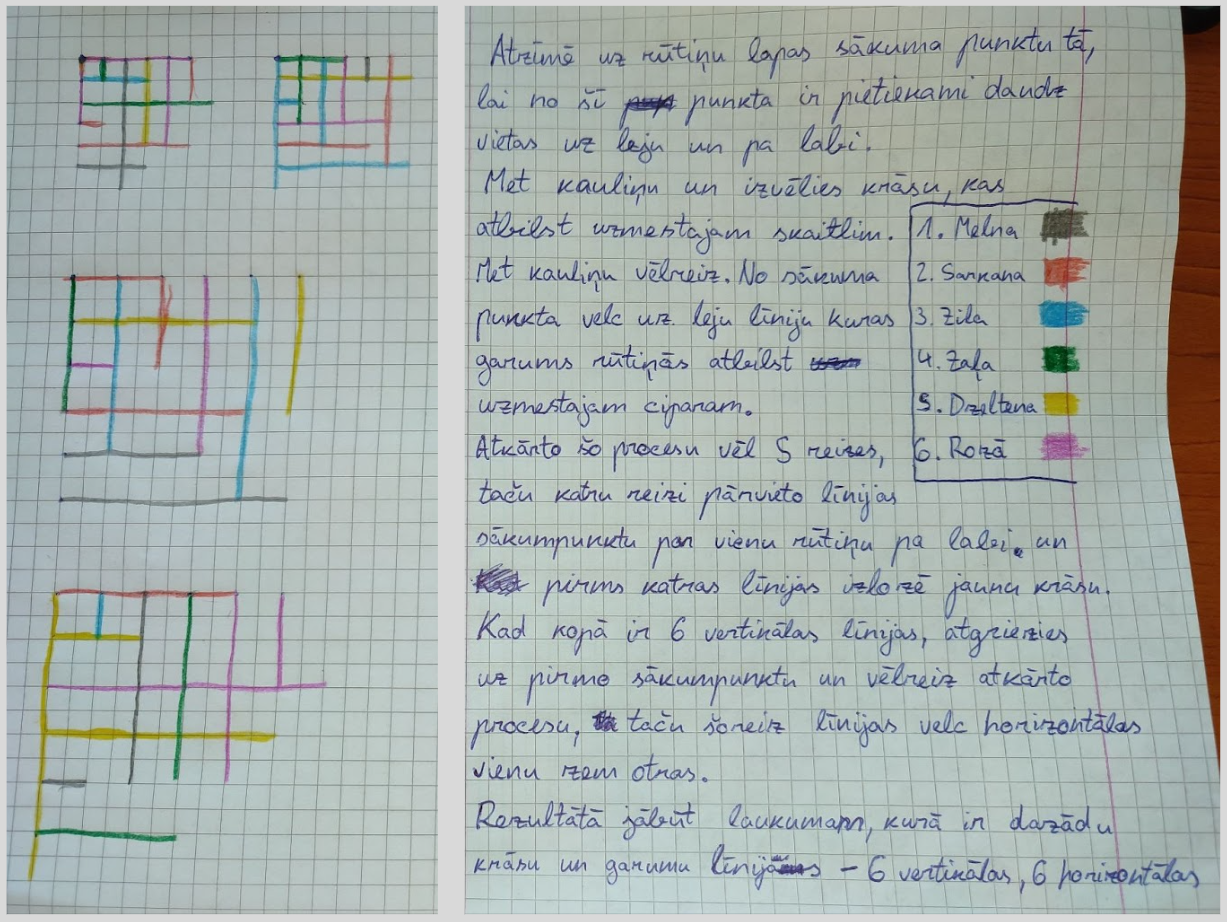 Atzīmē uz rūtiņu lapas sākuma punktu tā,
lai no šī punkta ir pietiekami daudz
vietas uz leju un pa labi.
Met kauliņu un izvēlies krāsu, kas
atbilst uzmestajam skaitlim.
Met kauliņu vēlreiz. No sākuma
punkta velc uz leju līniju kuras
garums rūtiņās atbilst
uzmestajam ciparam.
Atkārto šo procesu vēl 5 reizes,
taču katru reizi pārvieto līnijas
sākumpunktu par vienu rūtiņu pa labi. un
pirms katras līnijas izlozē jaunu krāsu.
Kad kopā ir 6 vertikālas līnijas, atgriezies
uz pirmo sākumpunktu un vēlreiz atkārto
procesu, taču šoreiz līnijas velc horizontālas
vienu zem otras.
Rezultātā jābūt laukumam, kurā ir dažādu
krāsu un garumu līnijas - 6 vertikālas, 6 horizontālas
1. Melna
2. Sarkana
3. Zila
4. Zaļa
5. Dzeltena
6. Rozā